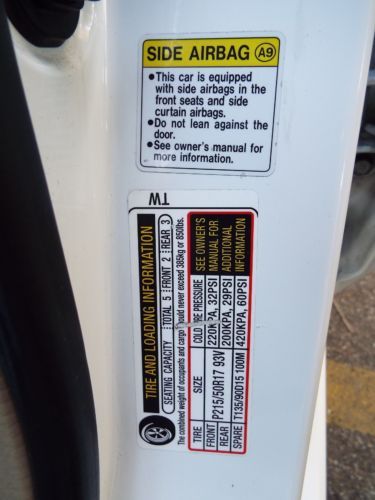 SIDE AIRBAG A9
•This car is equipped
with side airbags in the
front seats and side
curtain airbags.
•Do not lean against the
door.
•See owner's manual for
more information.
TW
TIRE AND LOADING INFORMATION
SEATING CAPACITY TOTAL 5 FRONT 2 REAR 3
The combined weight of occupants and cargo should never exceed 385kg or 850lbs.
TIRE SIZE COLD TIRE PRESSURE SEE OWNER'S
MANUAL FOR
ADDITIONAL
INFORMATION
FRONT P215/50R17 93V 220KPA, 32PSI
REAR 200KPA, 29PSI
SPARE T135/90D15 100M 420KPA, 60PSI